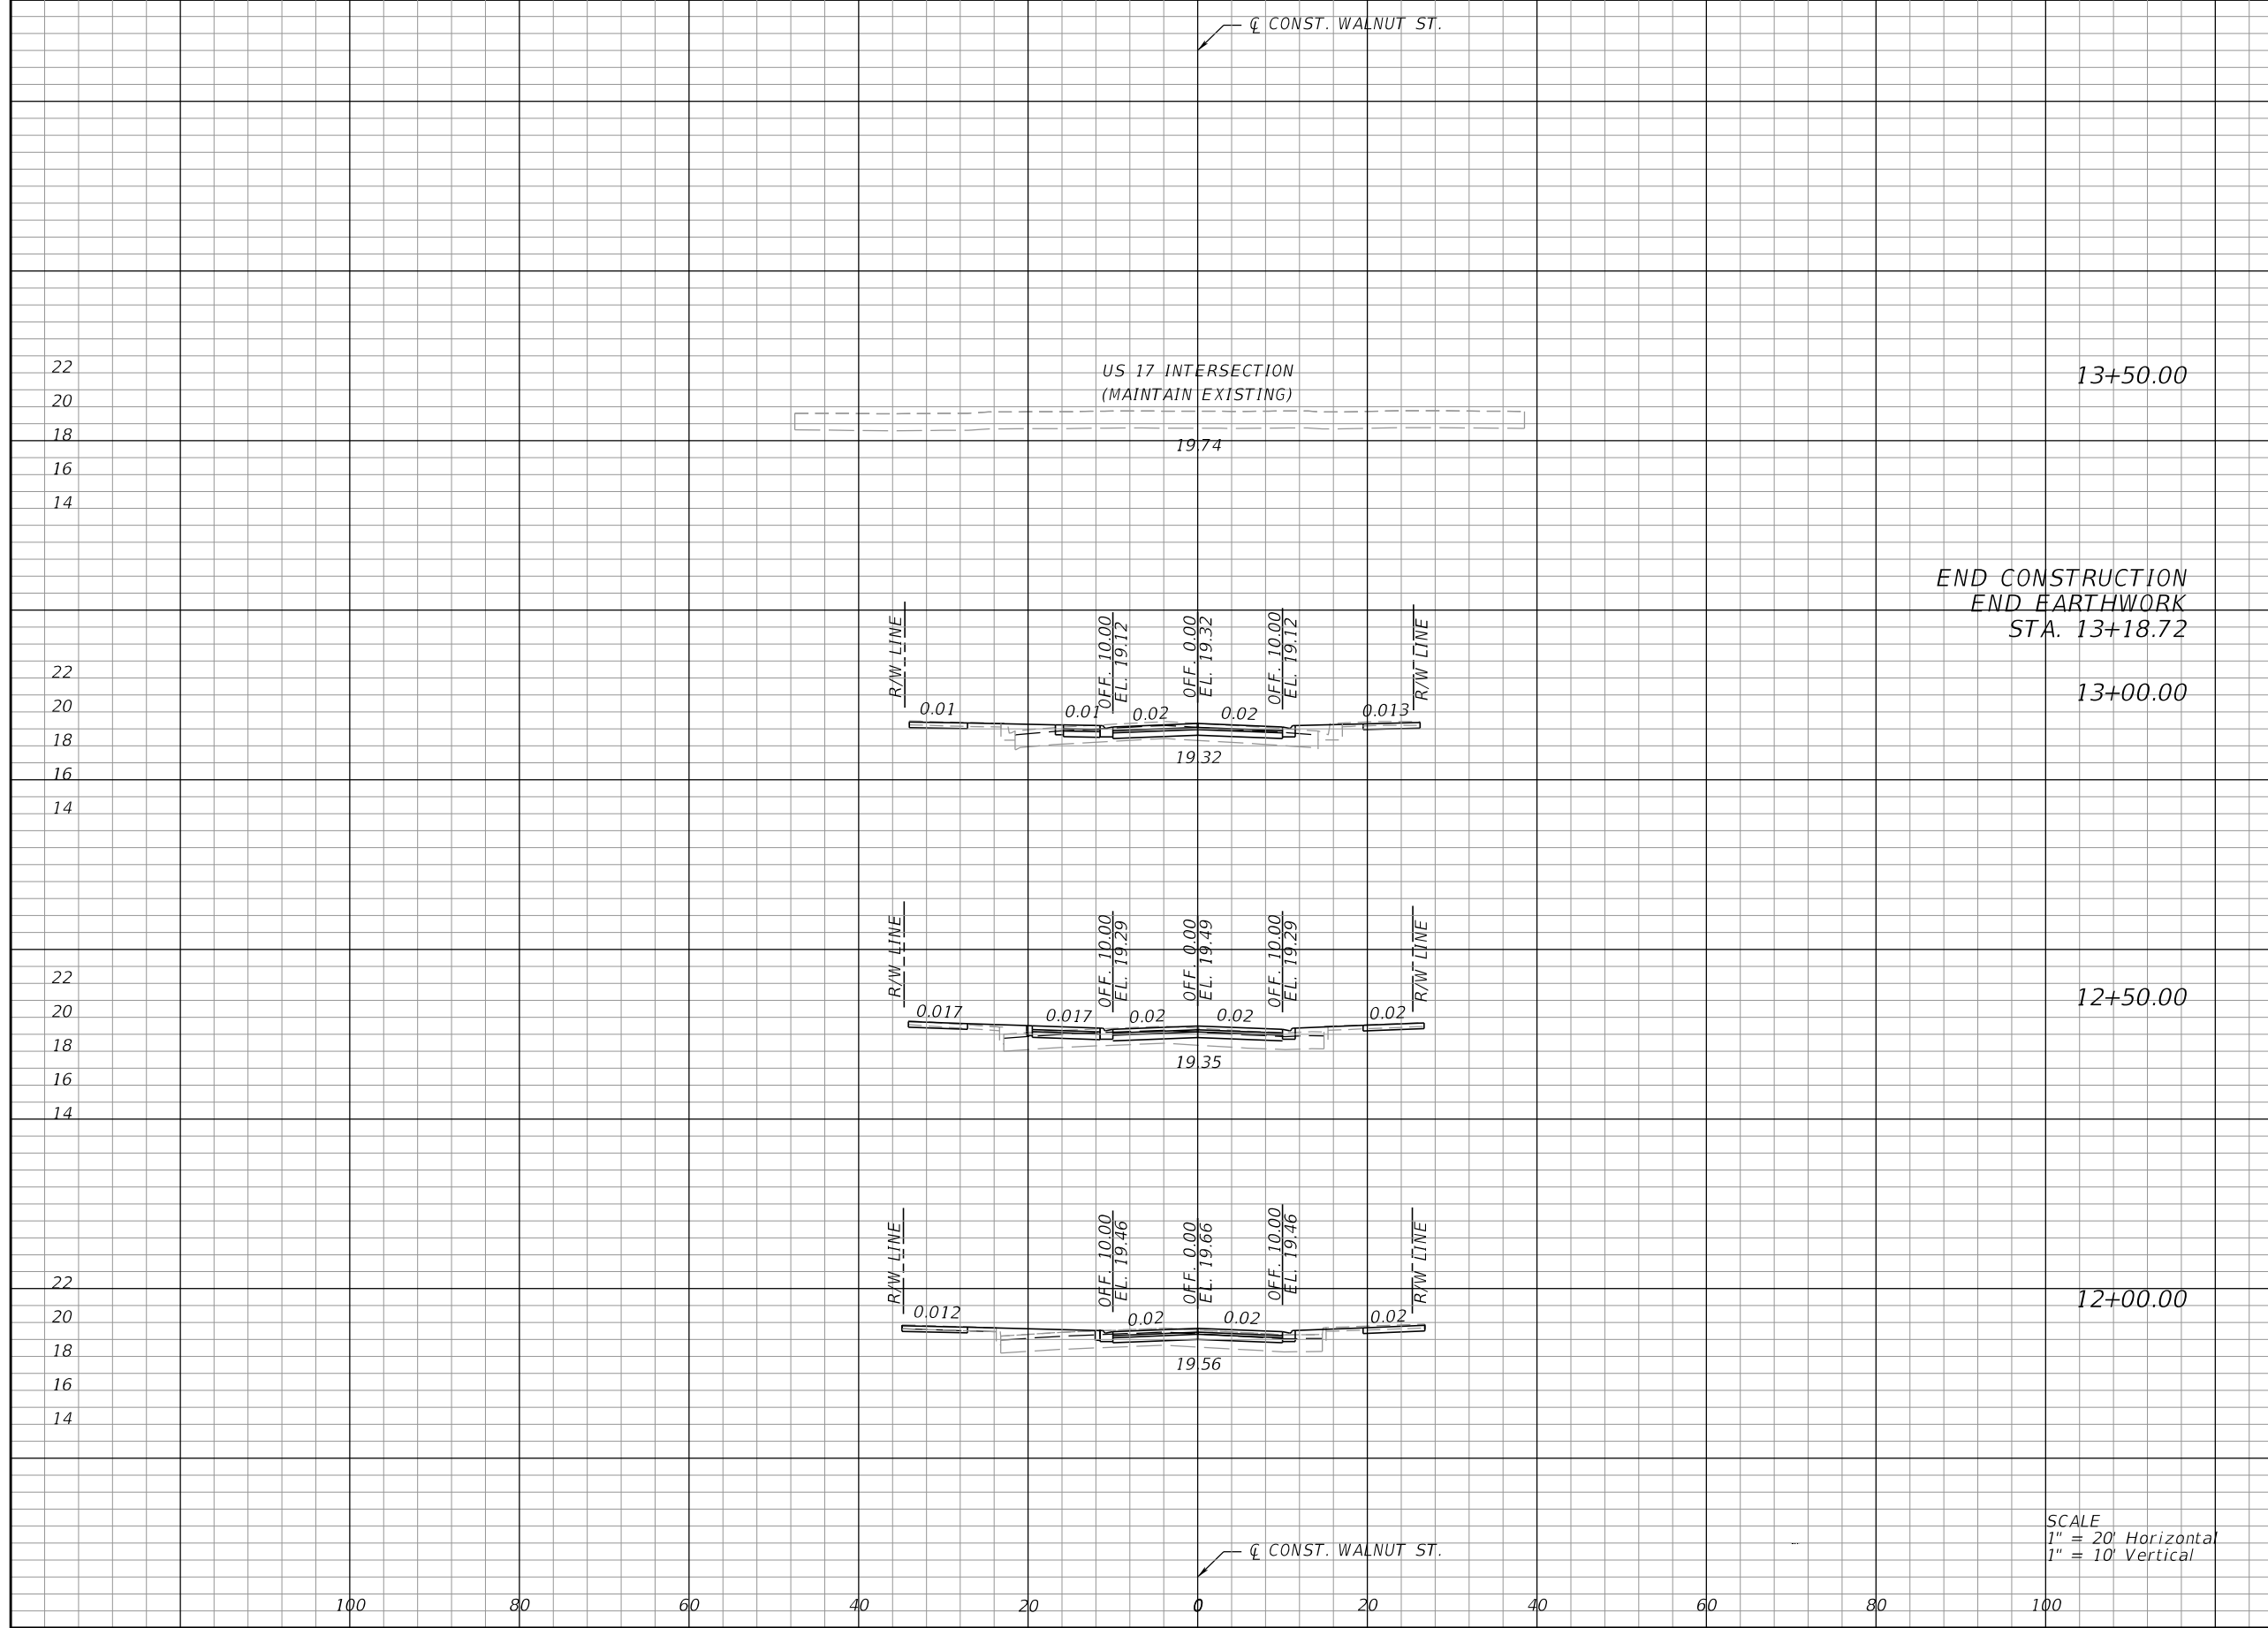 ℄ CONST. WALNUT ST.
22
20
18
16
14
US 17 INTERSECTION
(MAINTAIN EXISTING)
19.74
13+50.00
END CONSTRUCTION
END EARTHWORK
STA. 13+18.72
22
20
18
16
14
R/W LINE
OFF. 10.00
EL. 19.12
OFF. 0.00
EL. 19.32
OFF. 10.00
EL. 19.12
R/W LINE
0.01
0.01
0.02
0.02
0.013
19.32
13+00.00
22
20
18
16
14
R/W LINE
OFF. 10.00
EL. 19.29
OFF. 0.00
EL. 19.49
OFF. 10.00
EL. 19.29
R/W LINE
0.017
0.017
0.02
0.02
0.02
19.35
12+50.00
22
20
18
16
14
R/W LINE
OFF. 10.00
EL. 19.46
OFF. 0.00
EL. 19.66
OFF. 10.00
EL. 19.46
R/W LINE
0.012
0.02
0.02
0.02
19.56
12+00.00
℄ CONST. WALNUT ST.
SCALE
1" = 20' Horizontal
1" = 10' Vertical
100 80 60 40 20 0 20 40 60 80 100